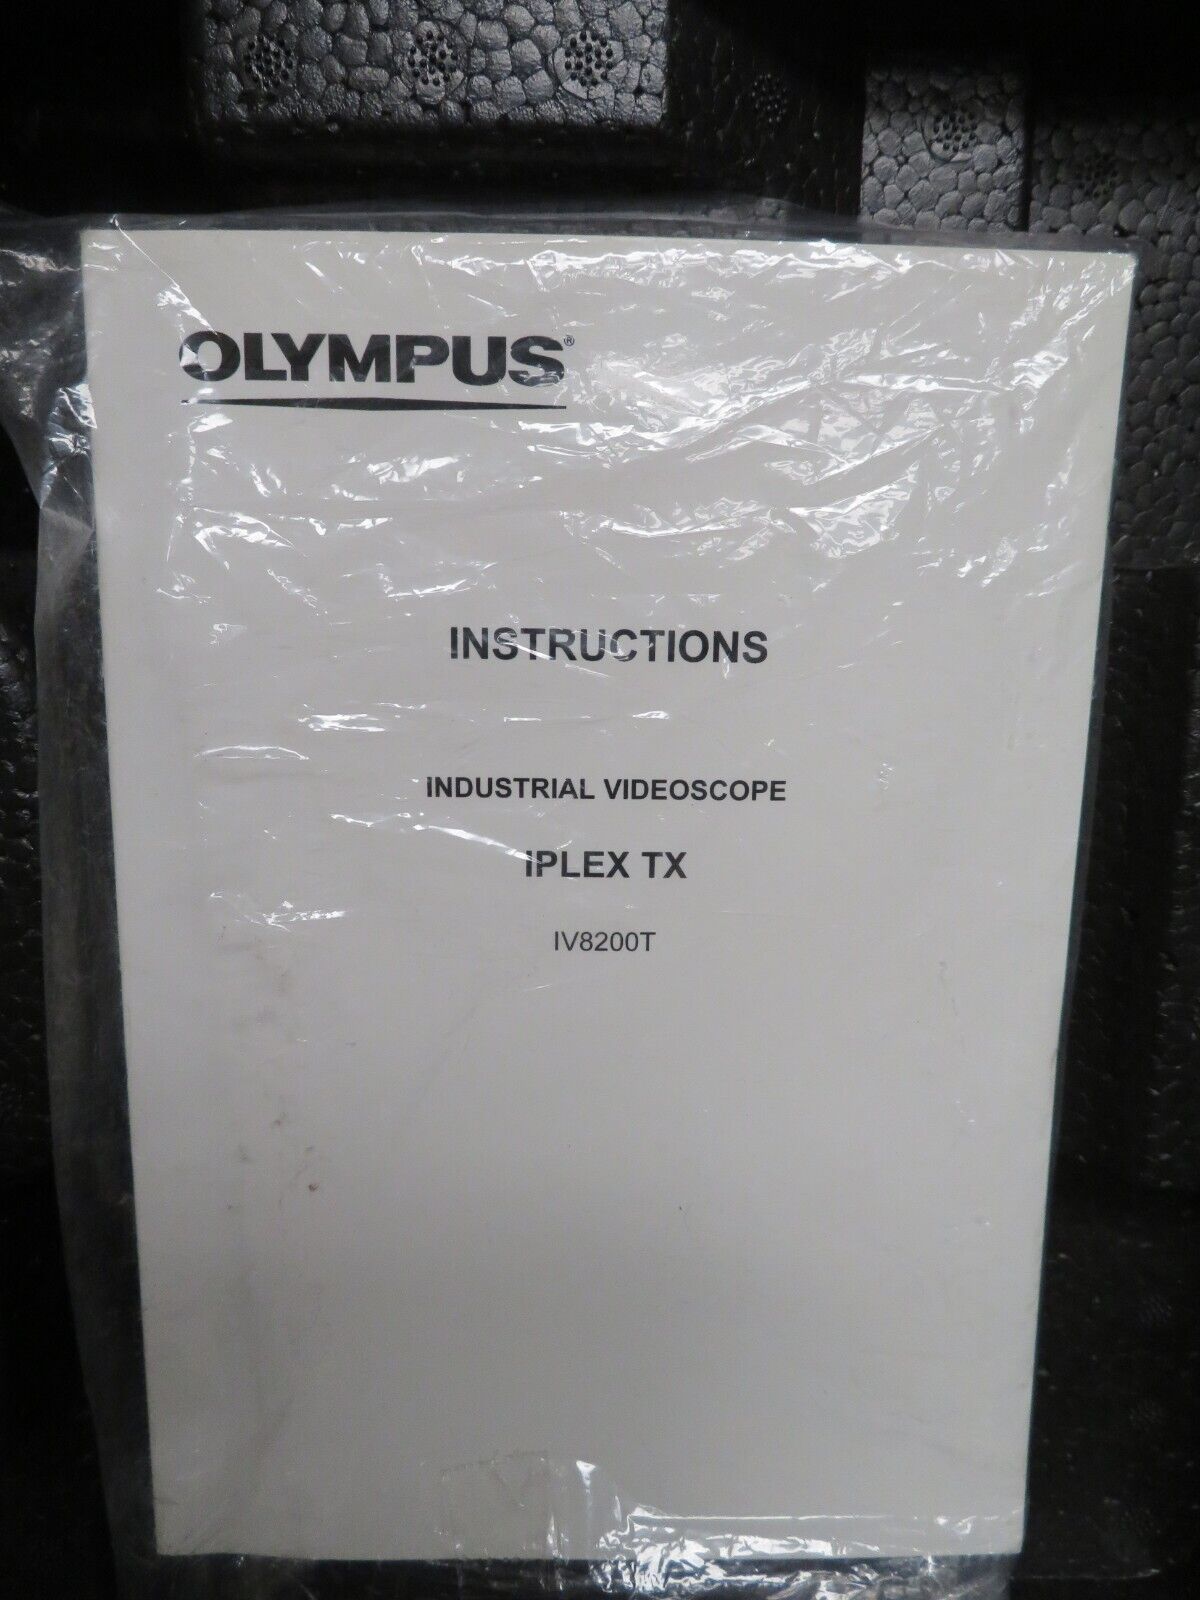 OLYMPUS®
INSTRUCTIONS
INDUSTRIAL VIDEOSCOPE
IPLEX TX
IV8200T